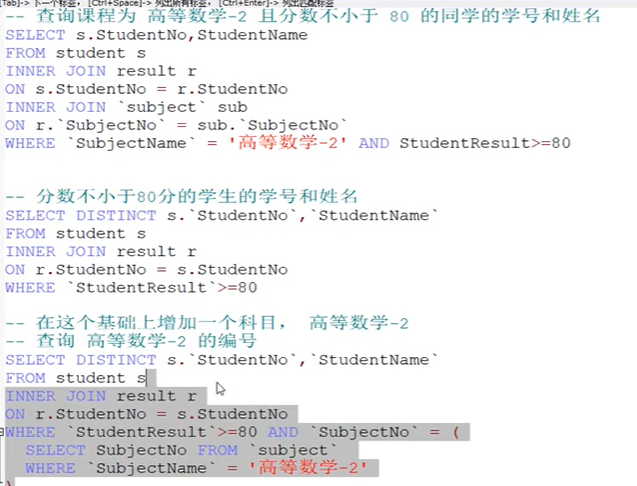 [Tab]-> 下一个标签, [Ctrl+Space]-> 列出所有标签, [Ctrl+Enter]-> 列出匹配标签
-- 查询课程为 高等数学-2 且分数不小于 80 的同学的学号和姓名
SELECT s.StudentNo,StudentName
FROM student s
INNER JOIN result r
ON s.StudentNo = r.StudentNo
INNER JOIN `subject` sub
ON r.`SubjectNo` = sub.`SubjectNo`
WHERE `SubjectName` = '高等数学-2' AND StudentResult>=80
-- 分数不小于80分的学生的学号和姓名
SELECT DISTINCT s.`StudentNo`,`StudentName`
FROM student s
INNER JOIN result r
ON r.StudentNo = s.StudentNo
WHERE `StudentResult`>=80
-- 在这个基础上增加一个科目, 高等数学-2
-- 查询 高等数学-2 的编号
SELECT DISTINCT s.`StudentNo`,`StudentName`
FROM student s
INNER JOIN result r
ON r.StudentNo = s.StudentNo
WHERE `StudentResult`>=80 AND `SubjectNo` = (
SELECT SubjectNo FROM `subject`
WHERE `SubjectName` = '高等数学-2'
)